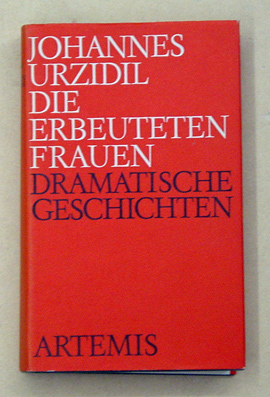 JOHANNES
URZIDIL
DIE
ERBEUTETEN
FRAUEN
DRAMATISCHE
GESCHICHTEN
ARTEMIS